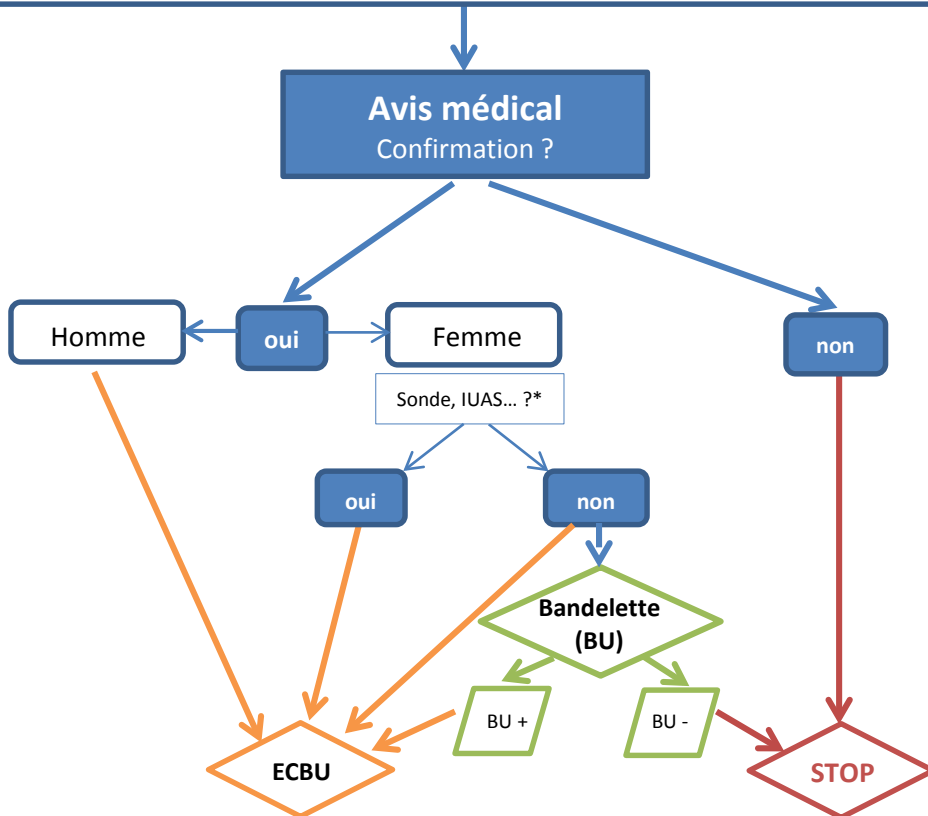 Avis médical
Confirmation ?
Homme
oui
Femme
non
Sonde, IUAS... ?*
oui
non
Bandelette
(BU)
BU +
BU -
ECBU
STOP